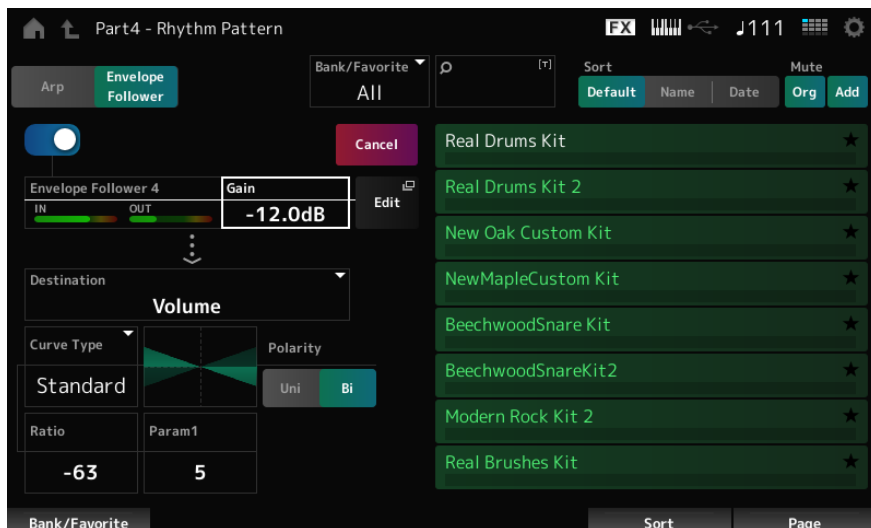 Part4 - Rhythm Pattern
FX
♩111
Arp
Envelope
Follower
Bank/Favorite
All
[T]
Sort
Default
Name
Date
Mute
Org
Add
Cancel
Envelope Follower 4
IN
OUT
Gain
-12.0dB
Edit
Destination
Volume
Curve Type
Standard
Polarity
Uni
Bi
Ratio
-63
Param1
5
Real Drums Kit
Real Drums Kit 2
New Oak Custom Kit
NewMapleCustom Kit
BeechwoodSnare Kit
BeechwoodSnareKit2
Modern Rock Kit 2
Real Brushes Kit
Bank/Favorite
Sort
Page